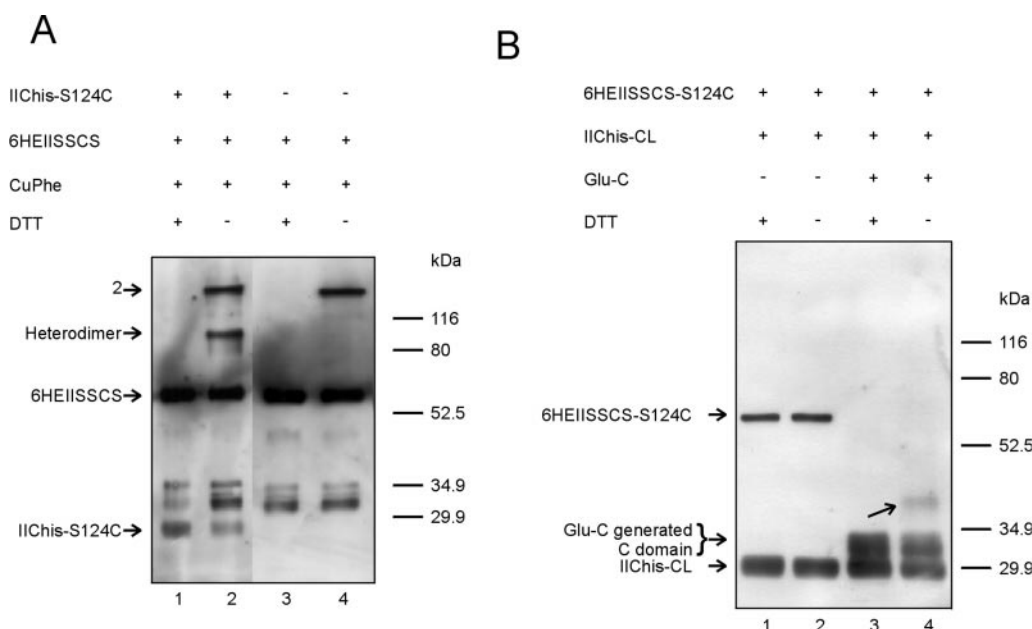 A
IIChis-S124C + + - -
6HEIISSCS + + + +
CuPhe + + + +
DTT + - + -
kDa
2
116
Heterodimer
80
6HEIISSCS
52.5
34.9
29.9
IIChis-S124C
1 2 3 4
B
6HEIISSCS-S124C + + + +
IIChis-CL + + + +
Glu-C - - + +
DTT + - + -
kDa
116
80
6HEIISSCS-S124C
52.5
34.9
Glu-C generated
C domain
IIChis-CL
29.9
1 2 3 4